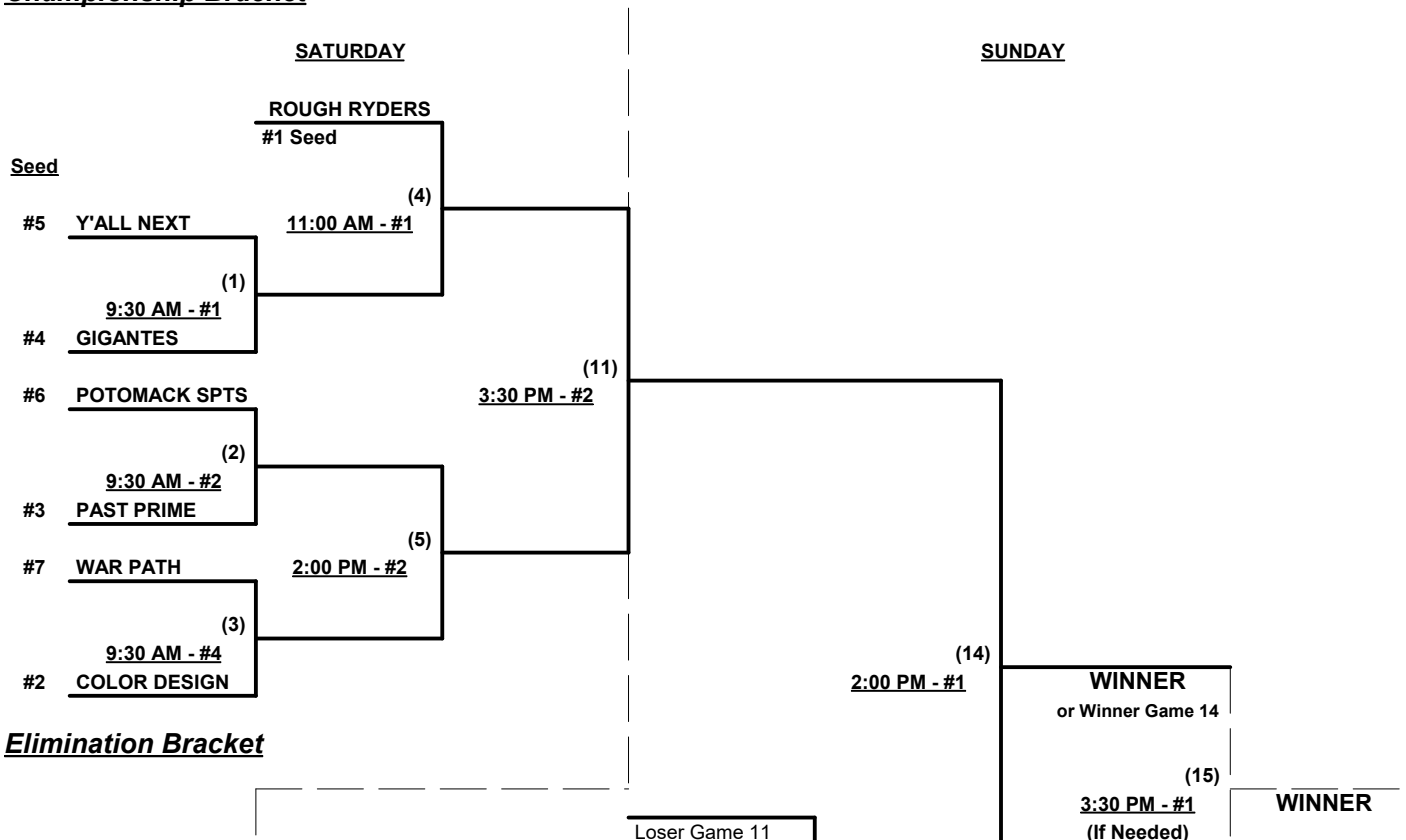 Championship Bracket
SATURDAY
SUNDAY
ROUGH RYDERS
#1 Seed
Seed
(4)
#5 Y'ALL NEXT
11:00 AM - #1
(1)
9:30 AM - #1
#4 GIGANTES
(11)
#6 POTOMACK SPTS
3:30 PM - #2
(2)
9:30 AM - #2
#3 PAST PRIME
(5)
#7 WAR PATH
2:00 PM - #2
(3)
9:30 AM - #4
(14)
#2 COLOR DESIGN
2:00 PM - #1
WINNER
or Winner Game 14
Elimination Bracket
(15)
3:30 PM - #1
WINNER
Loser Game 11
(If Needed)